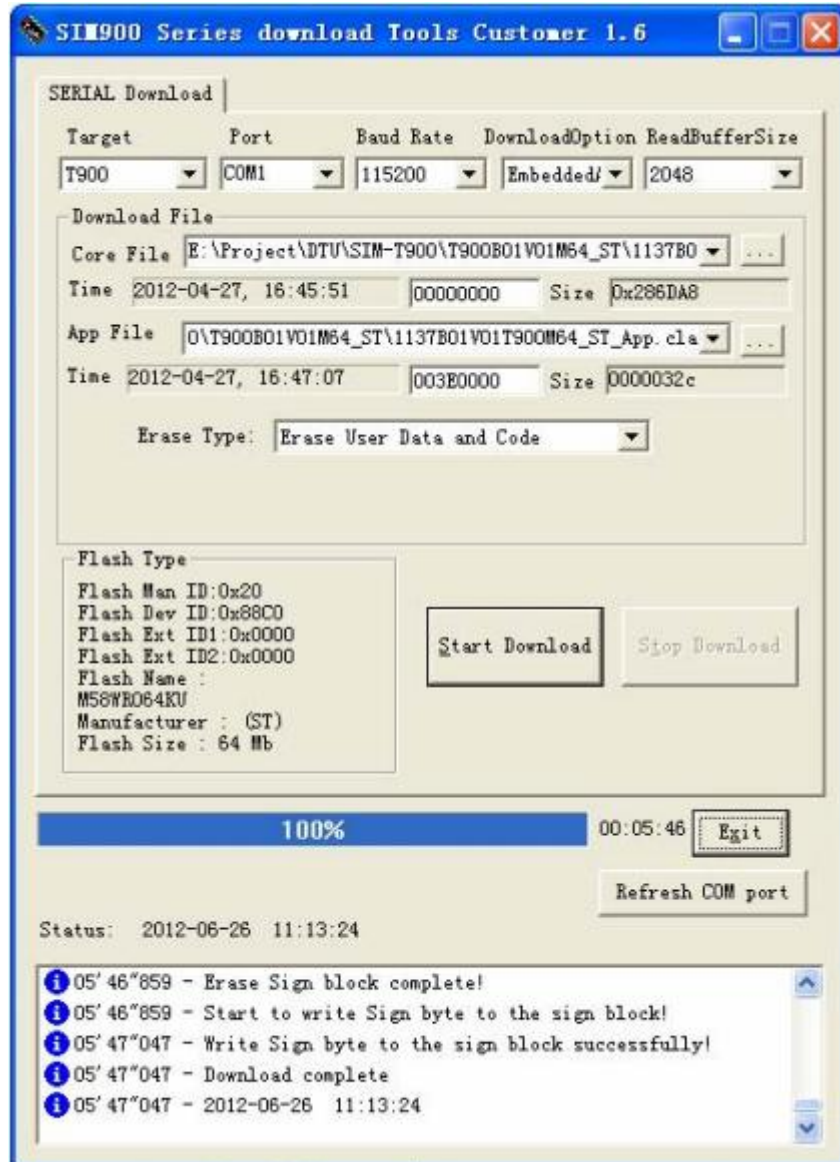 SIM900 Series download Tools Customer 1.6
SERIAL Download
Target Port Baud Rate DownloadOption ReadBufferSize
T900 COM1 115200 Embedded/ 2048
Download File
Core File E:\Project\DTU\SIM-T900\T900B01V01M64_ST\1137B0 ...
Time 2012-04-27, 16:45:51 00000000 Size 0x286DA8
App File 0\T900B01V01M64_ST\1137B01V01T900M64_ST_App.cla ...
Time 2012-04-27, 16:47:07 003E0000 Size 0000032c
Erase Type: Erase User Data and Code
Flash Type
Flash Man ID:0x20
Flash Dev ID:0x88C0
Flash Ext ID1:0x0000
Flash Ext ID2:0x0000
Flash Name :
M58WR064KU
Manufacturer : (ST)
Flash Size : 64 Mb
Start Download Stop Download
100% 00:05:46 Exit
Refresh COM port
Status: 2012-06-26 11:13:24
05'46"859 - Erase Sign block complete!
05'46"859 - Start to write Sign byte to the sign block!
05'47"047 - Write Sign byte to the sign block successfully!
05'47"047 - Download complete
05'47"047 - 2012-06-26 11:13:24